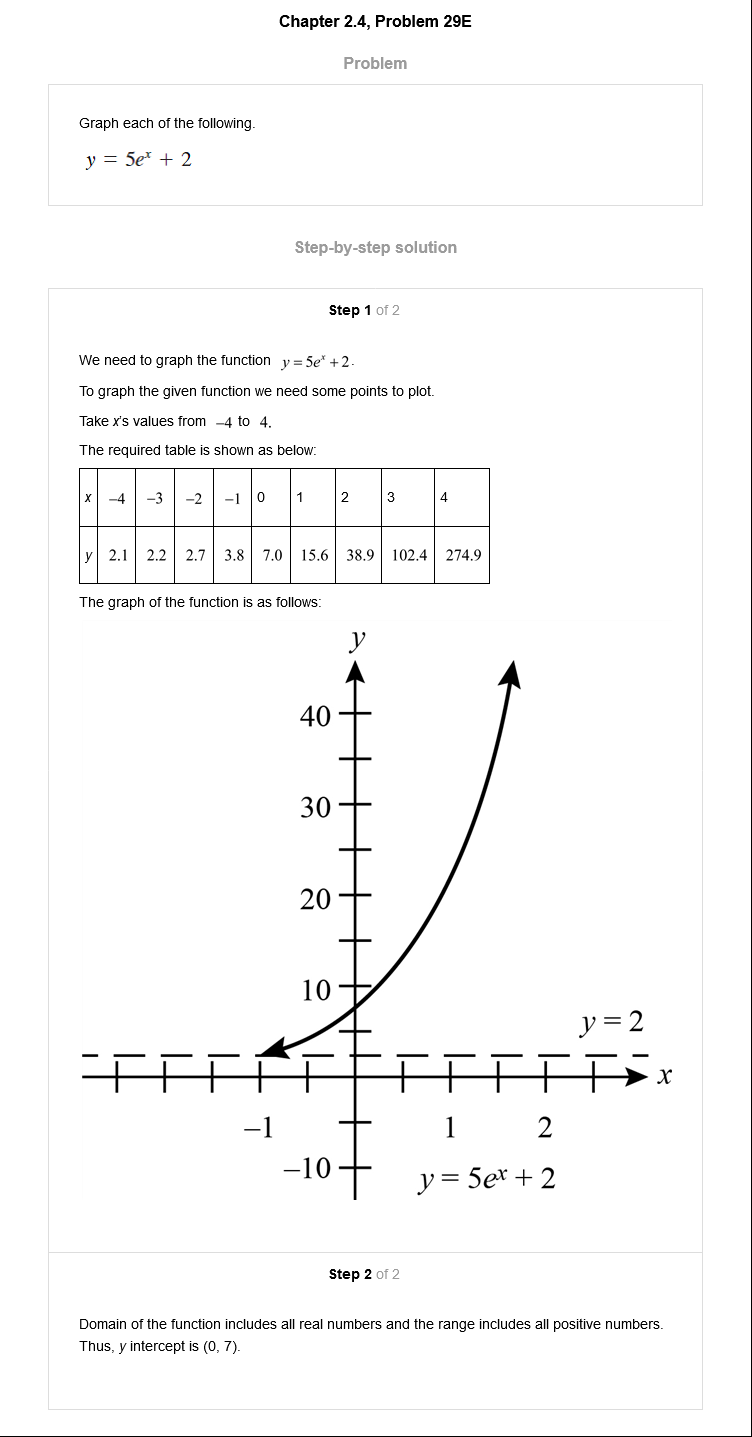 Chapter 2.4, Problem 29E
Problem
Graph each of the following.
y = 5eˣ + 2
Step-by-step solution
Step 1 of 2
We need to graph the function y = 5eˣ + 2.
To graph the given function we need some points to plot.
Take x's values from −4 to 4.
The required table is shown as below:
x −4 −3 −2 −1 0 1 2 3 4
y 2.1 2.2 2.7 3.8 7.0 15.6 38.9 102.4 274.9
The graph of the function is as follows:
y
40
30
20
10
y = 2
x
−1 1 2
−10
y = 5eˣ + 2
Step 2 of 2
Domain of the function includes all real numbers and the range includes all positive numbers.
Thus, y intercept is (0, 7).